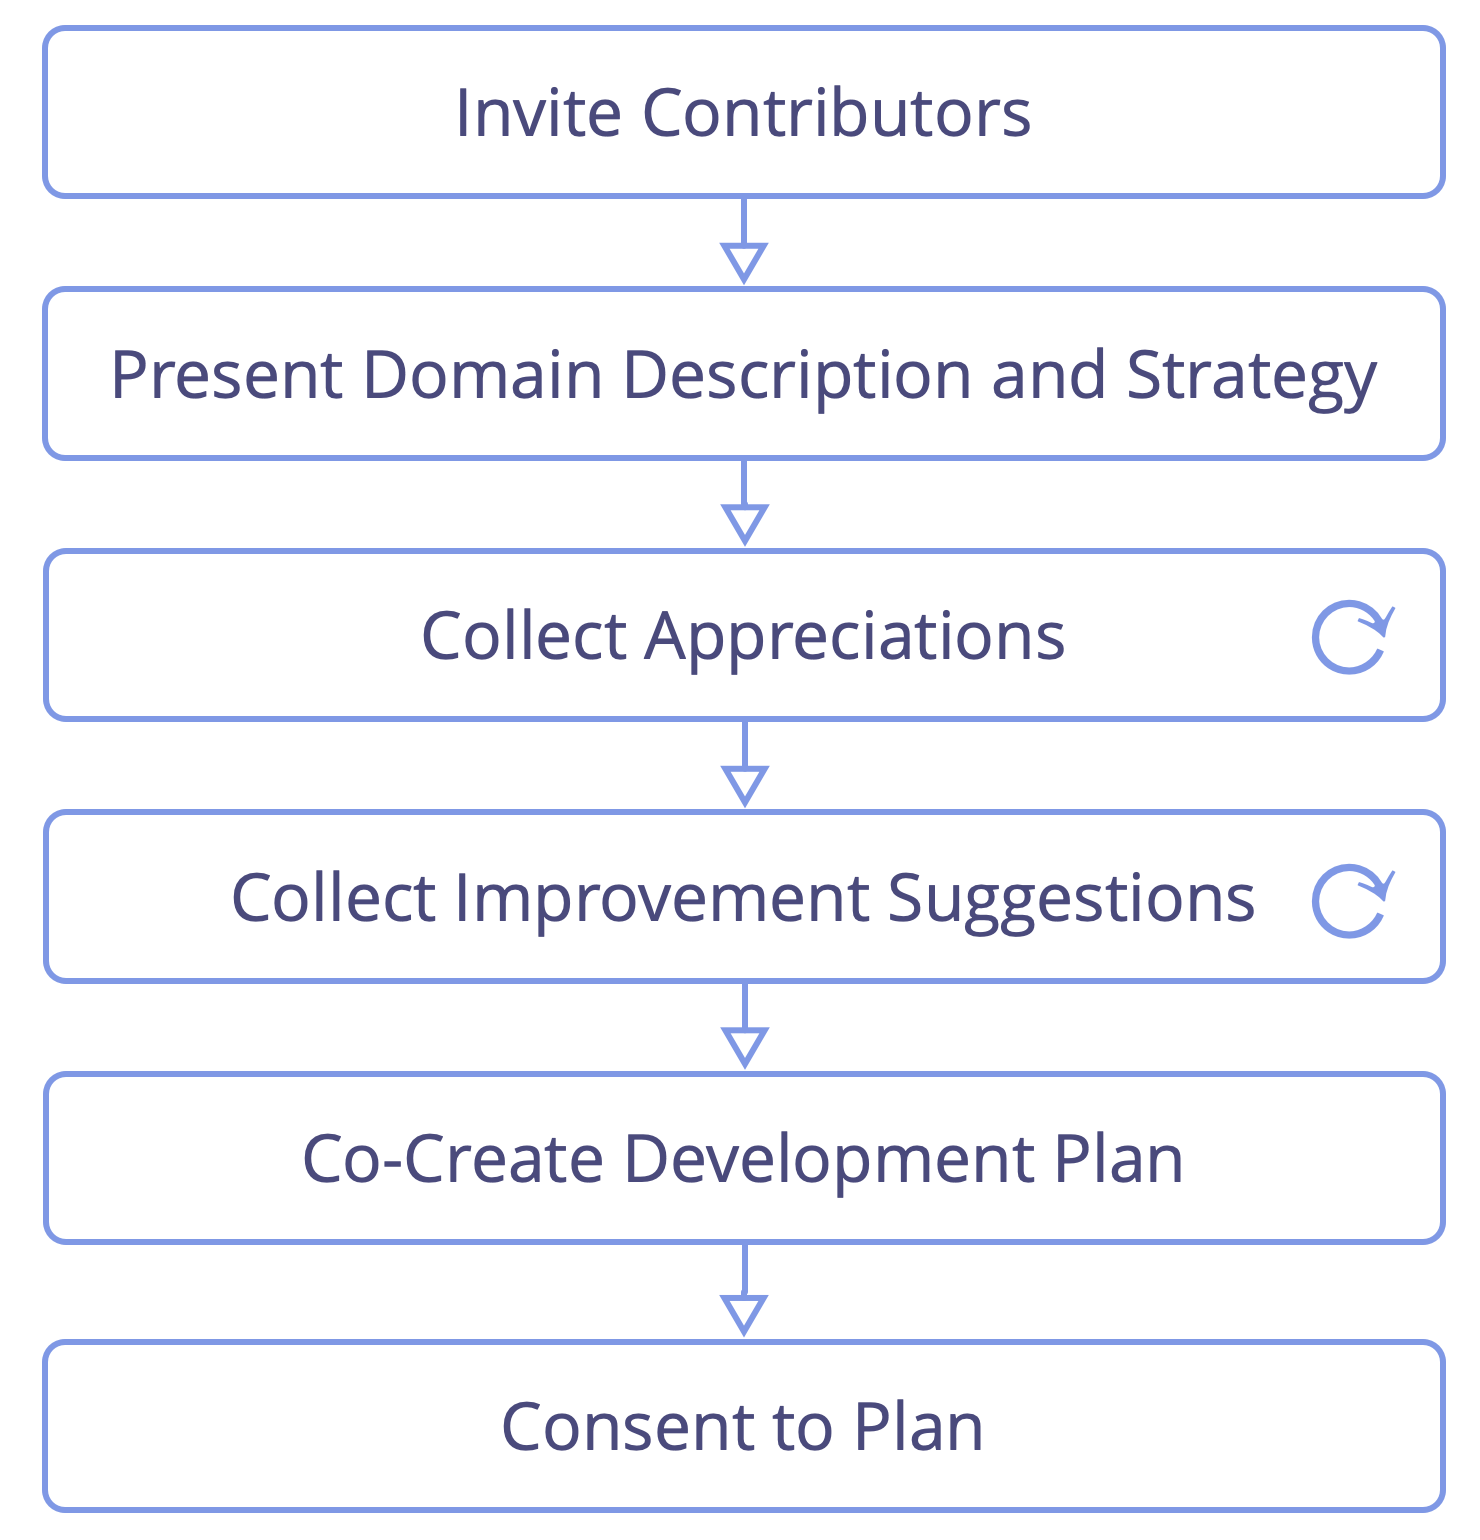 Invite Contributors
Present Domain Description and Strategy
Collect Appreciations
Collect Improvement Suggestions
Co-Create Development Plan
Consent to Plan